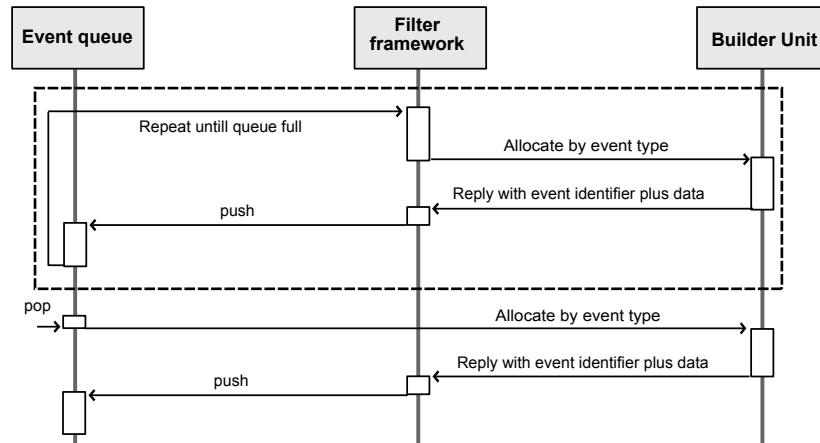 Event queue
Filter
framework
Builder Unit
Repeat untill queue full
Allocate by event type
Reply with event identifier plus data
push
pop
Allocate by event type
Reply with event identifier plus data
push